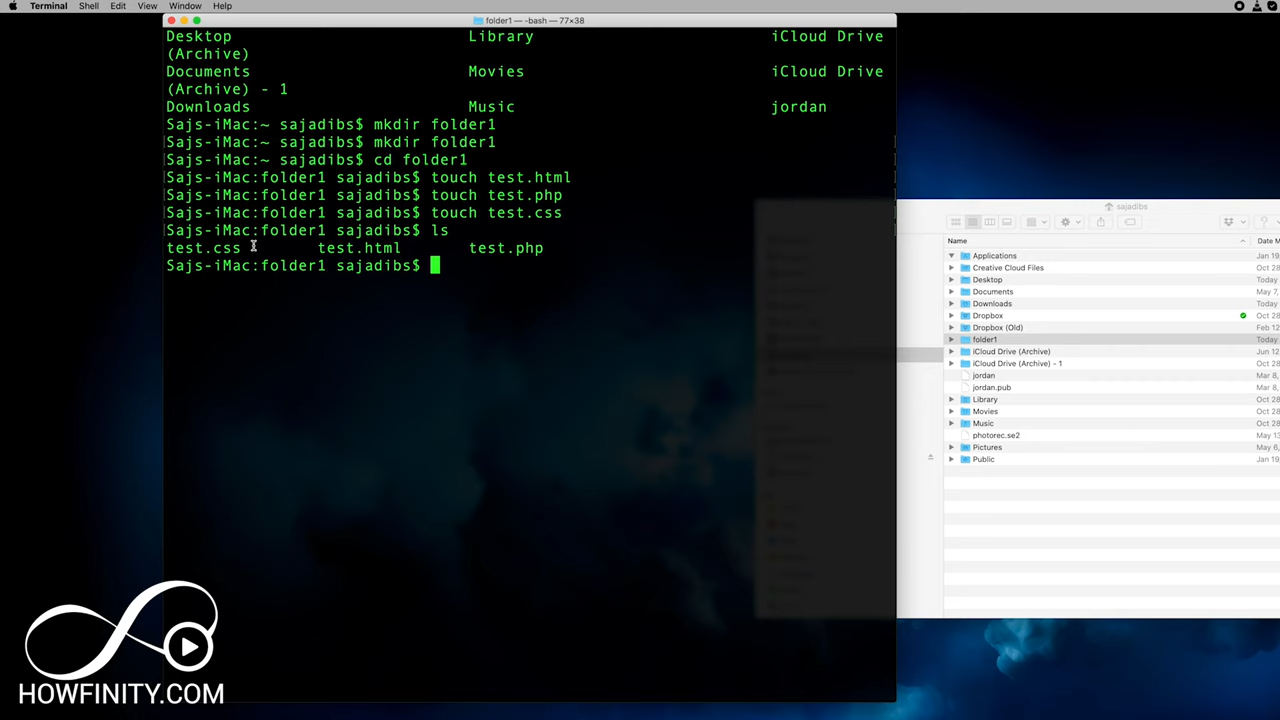 Terminal Shell Edit View Window Help
folder1 — -bash — 77×38
Desktop Library iCloud Drive
(Archive)
Documents Movies iCloud Drive
(Archive) - 1
Downloads Music jordan
Sajs-iMac:~ sajadibs$ mkdir folder1
Sajs-iMac:~ sajadibs$ mkdir folder1
Sajs-iMac:~ sajadibs$ cd folder1
Sajs-iMac:folder1 sajadibs$ touch test.html
Sajs-iMac:folder1 sajadibs$ touch test.php
Sajs-iMac:folder1 sajadibs$ touch test.css
Sajs-iMac:folder1 sajadibs$ ls
test.css test.html test.php
Sajs-iMac:folder1 sajadibs$
sajadibs
Name Date M
Applications Jan 19,
Creative Cloud Files Oct 28
Desktop Today
Documents May 7,
Downloads Today
Dropbox Oct 28
Dropbox (Old) Feb 12
folder1 Today
iCloud Drive (Archive) Jun 12
iCloud Drive (Archive) - 1 Oct 28
jordan Mar 8,
jordan.pub Mar 8,
Library Oct 28
Movies Oct 28
Music Oct 28
photorec.se2 May 13
Pictures May 6,
Public Jan 19,
HOWFINITY.COM